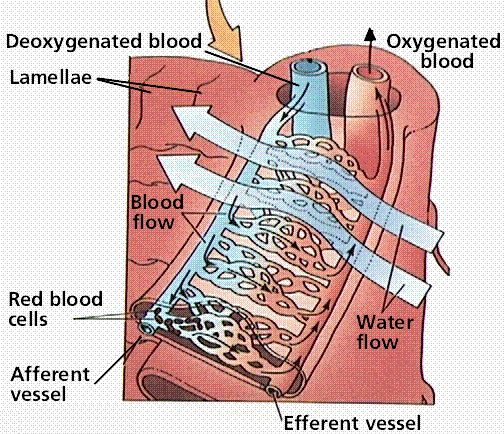 Deoxygenated blood
Oxygenated
blood
Lamellae
Blood
flow
Red blood
cells
Water
flow
Afferent
vessel
Efferent vessel